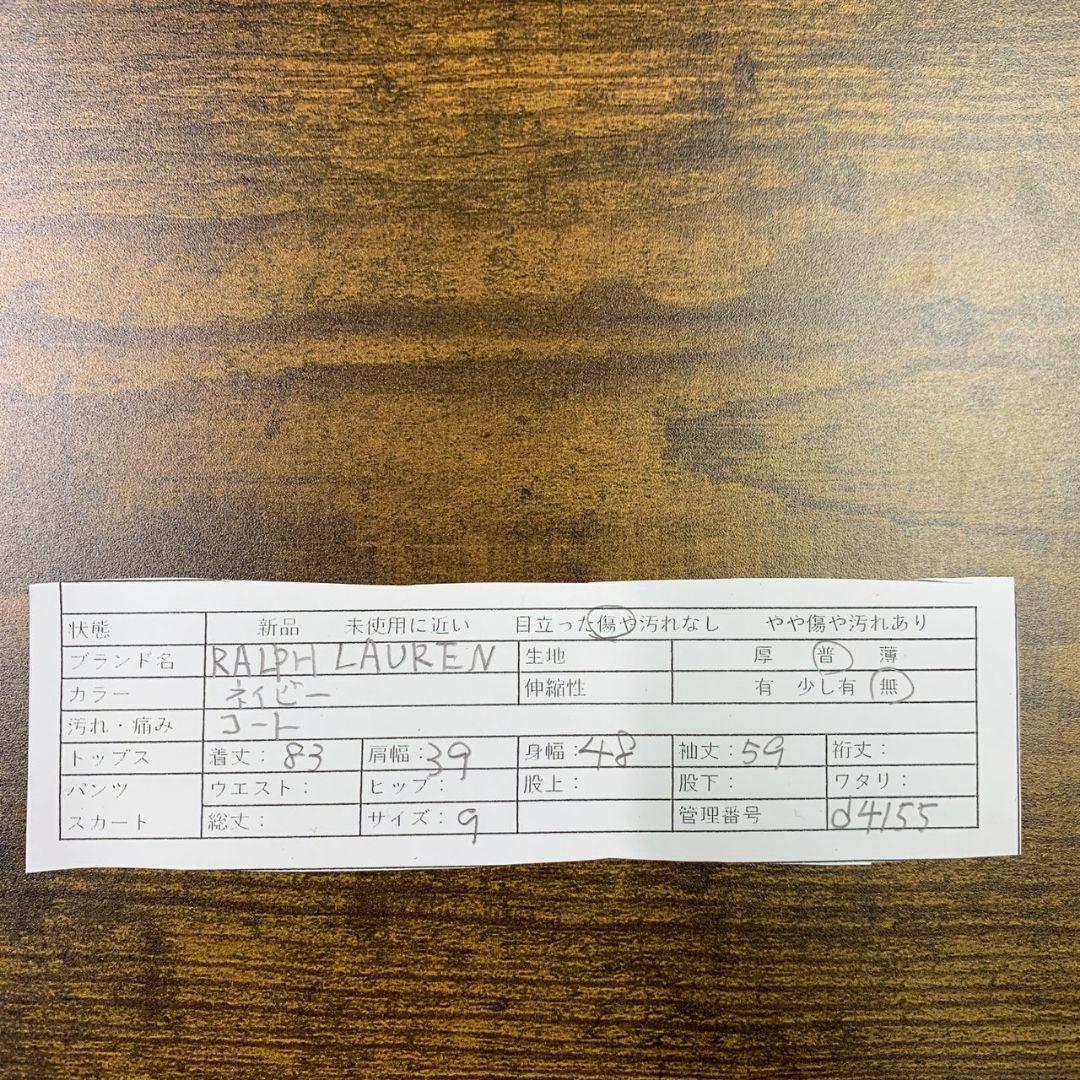 状態 新品 未使用に近い 目立った傷や汚れなし やや傷や汚れあり
ブランド名 RALPH LAUREN 生地 厚 普 薄
カラー ネイビー 伸縮性 有 少し有 無
汚れ・痛み コート
トップス 着丈: 83 肩幅: 39 身幅: 48 袖丈: 59 裄丈:
パンツ ウエスト: ヒップ: 股上: 股下: ワタリ:
スカート 総丈: サイズ: 9 管理番号 d4155